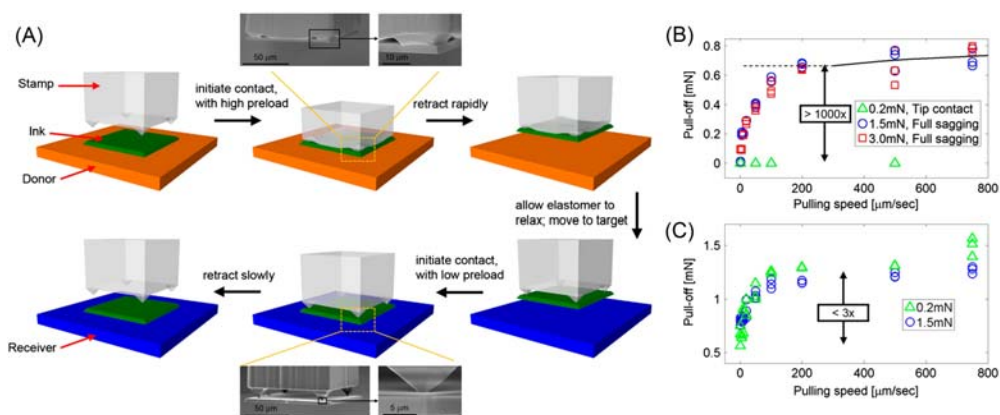 (A)
50 µm
10 µm
Stamp
Ink
Donor
initiate contact,
with high preload
retract rapidly
allow elastomer to
relax; move to target
initiate contact,
with low preload
retract slowly
Receiver
50 µm
5 µm
(B)
Pull-off [mN]
0.8
0.6
0.4
0.2
0
> 1000x
0.2mN, Tip contact
1.5mN, Full sagging
3.0mN, Full sagging
0 200 400 600 800
Pulling speed [µm/sec]
(C)
Pull-off [mN]
1.5
1
0.5
< 3x
0.2mN
1.5mN
0 200 400 600 800
Pulling speed [µm/sec]